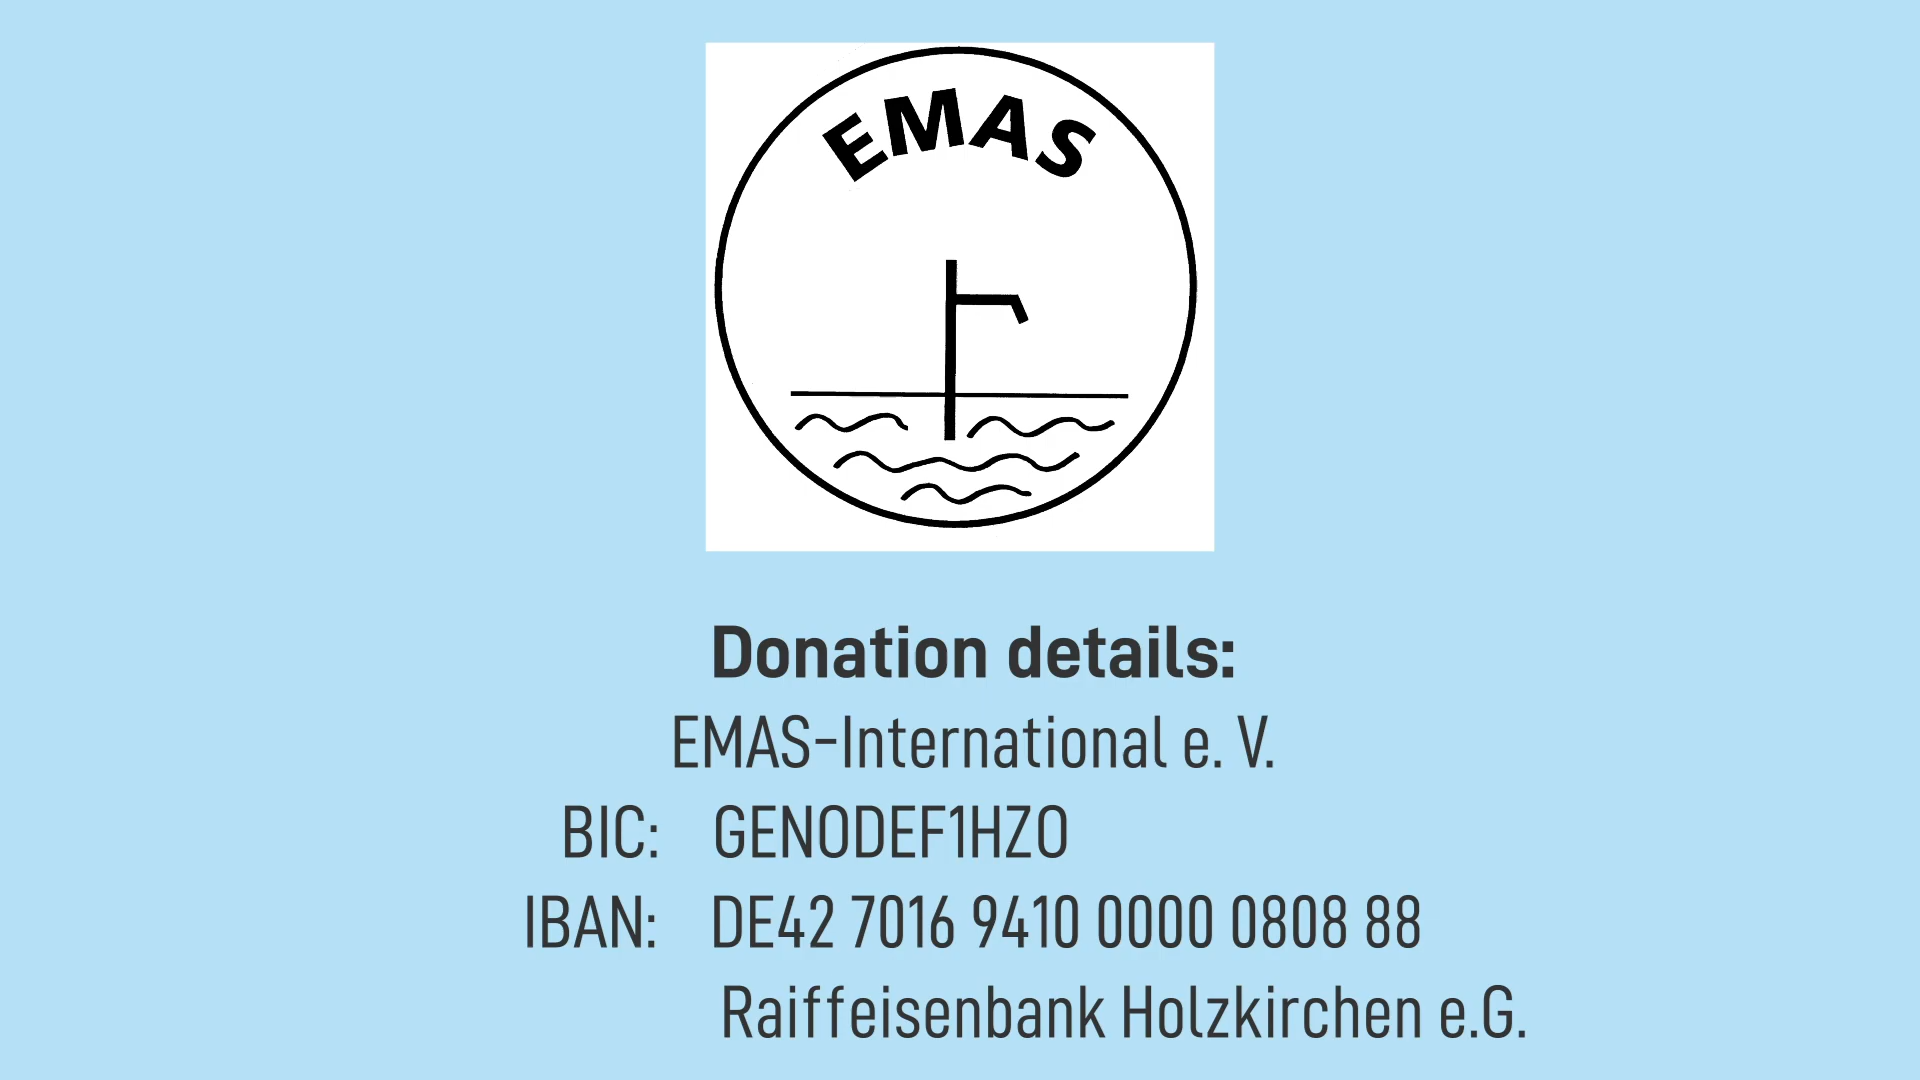 EMAS
Donation details:
EMAS-International e. V.
BIC: GENODEF1HZO
IBAN: DE42 7016 9410 0000 0808 88
Raiffeisenbank Holzkirchen e.G.